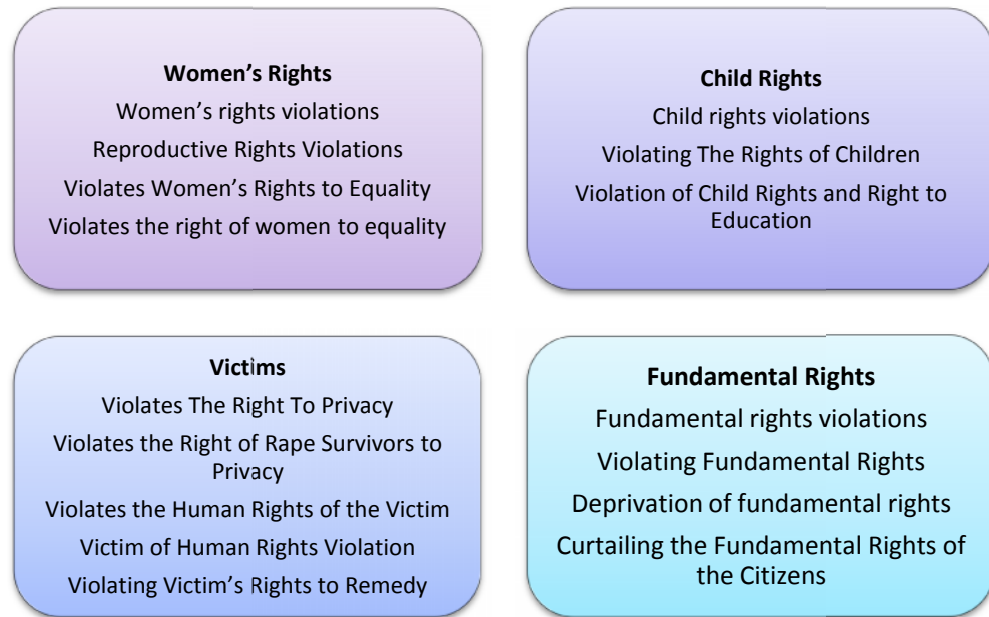 Women's Rights
Women's rights violations
Reproductive Rights Violations
Violates Women's Rights to Equality
Violates the right of women to equality
Child Rights
Child rights violations
Violating The Rights of Children
Violation of Child Rights and Right to
Education
Victims
Violates The Right To Privacy
Violates the Right of Rape Survivors to
Privacy
Violates the Human Rights of the Victim
Victim of Human Rights Violation
Violating Victim's Rights to Remedy
Fundamental Rights
Fundamental rights violations
Violating Fundamental Rights
Deprivation of fundamental rights
Curtailing the Fundamental Rights of
the Citizens